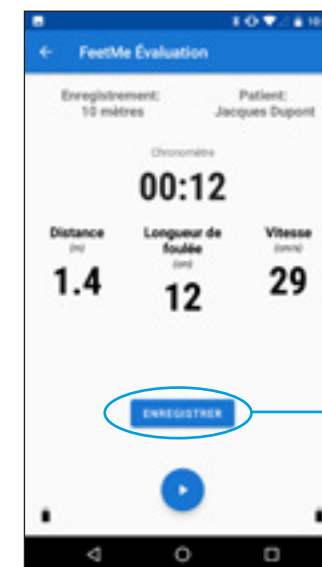 FeetMe Évaluation
Enregistrement:
10 mètres
Patient:
Jacques Dupont
Chronomètre
00:12
Distance
(m)
1.4
Longueur de
foulée
(cm)
12
Vitesse
(cm/s)
29
ENREGISTRER